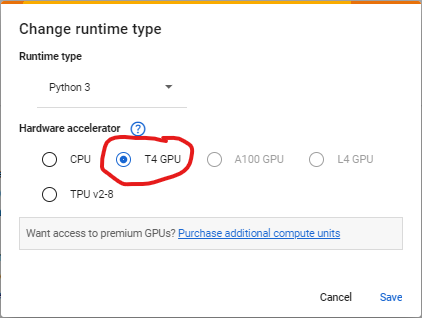 Change runtime type
Runtime type
Python 3
Hardware accelerator ?
CPU T4 GPU A100 GPU L4 GPU
TPU v2-8
Want access to premium GPUs? Purchase additional compute units
Cancel Save